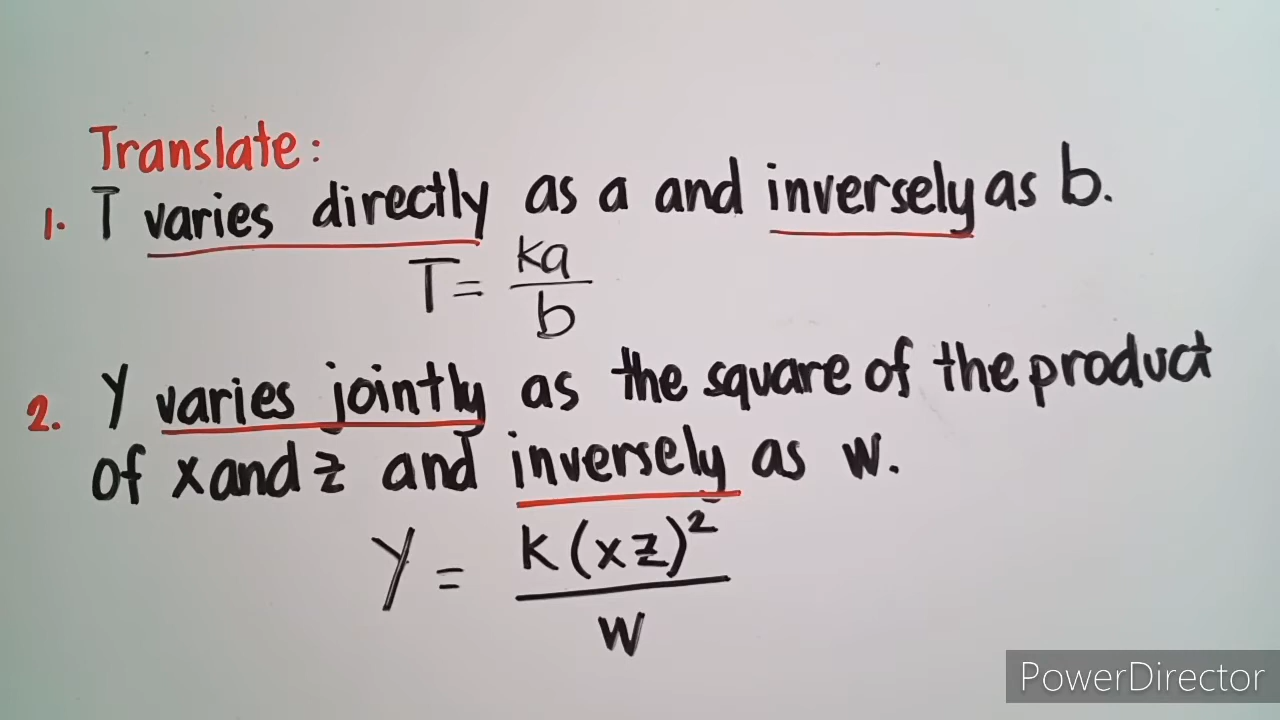 Translate:
1. T varies directly as a and inversely as b.
T = ka
b
2. Y varies jointly as the square of the product
of x and z and inversely as w.
Y = k(xz)²
w
PowerDirector